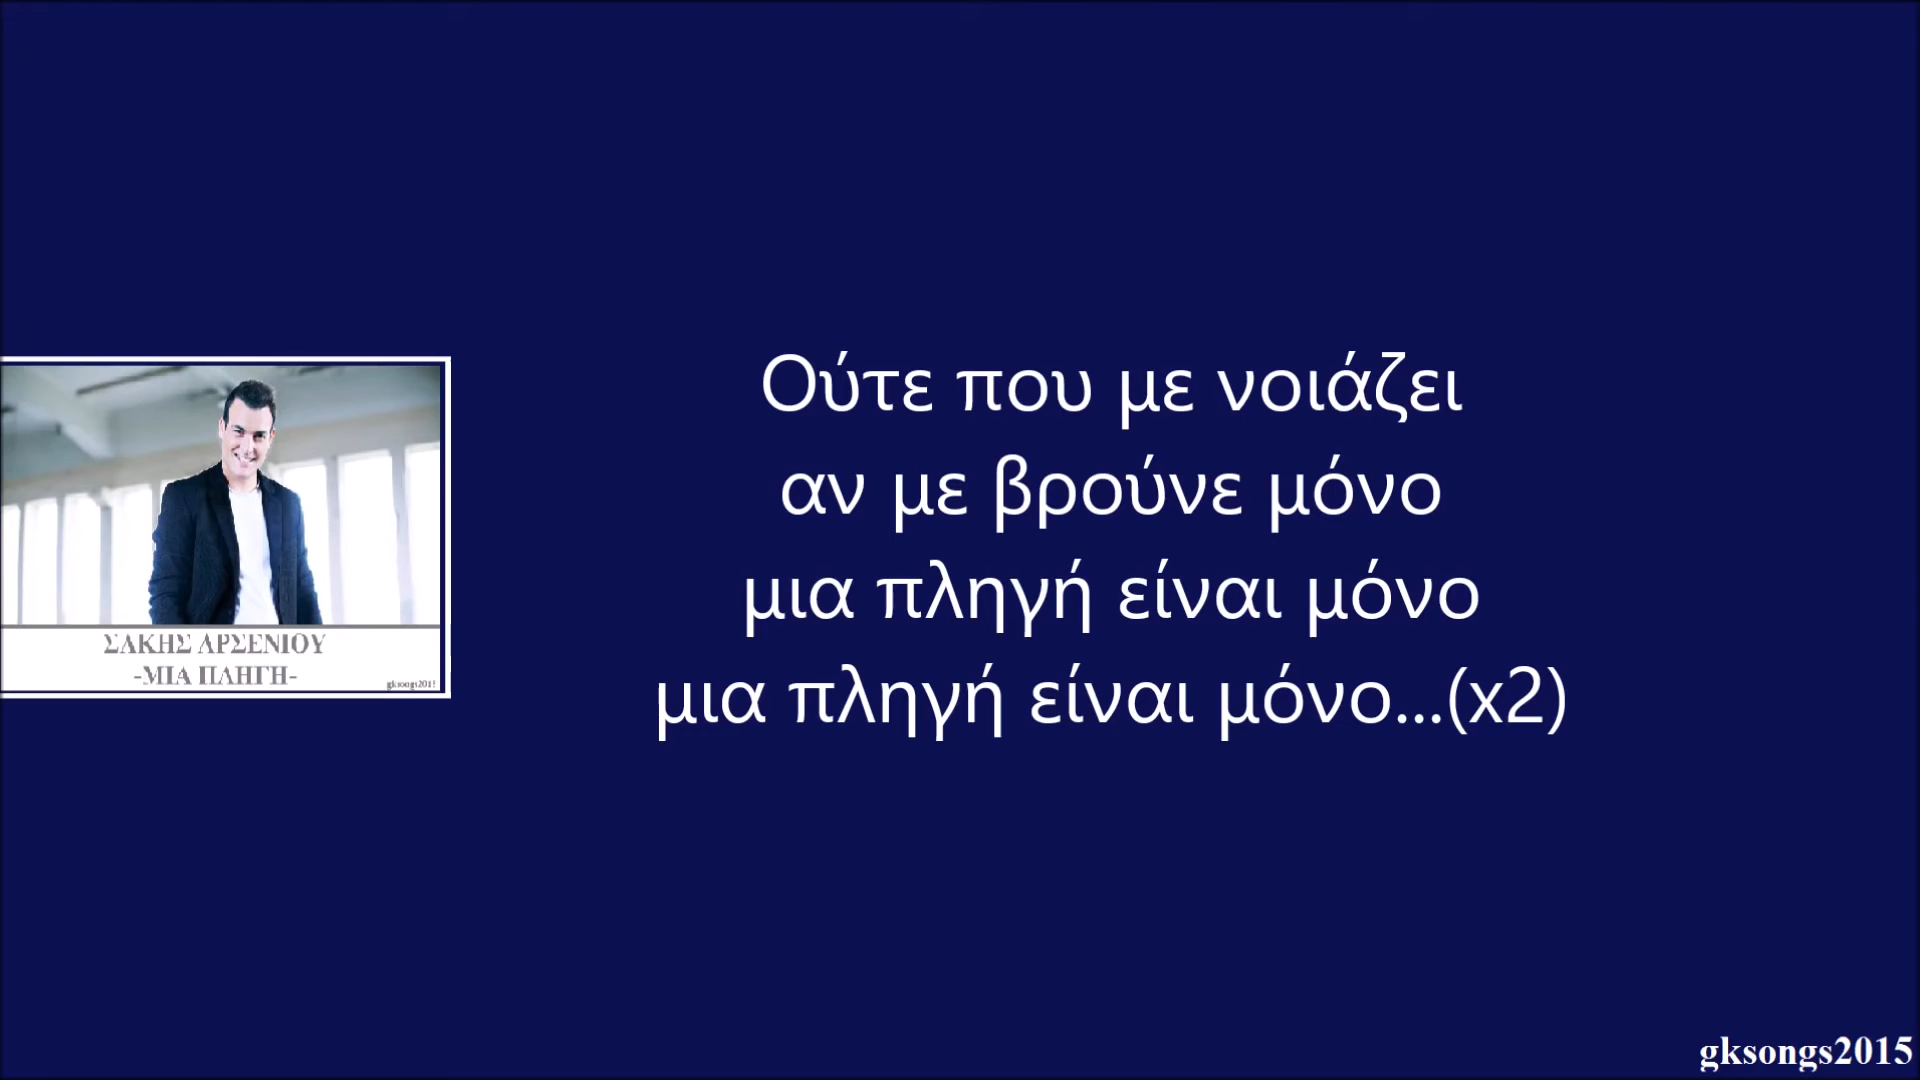 Ούτε που με νοιάζει
αν με βρούνε μόνο
μια πληγή είναι μόνο
μια πληγή είναι μόνο...(x2)
ΣΑΚΗΣ ΑΡΣΕΝΙΟΥ
-ΜΙΑ ΠΛΗΓΗ-
gksongs2015
gksongs2015